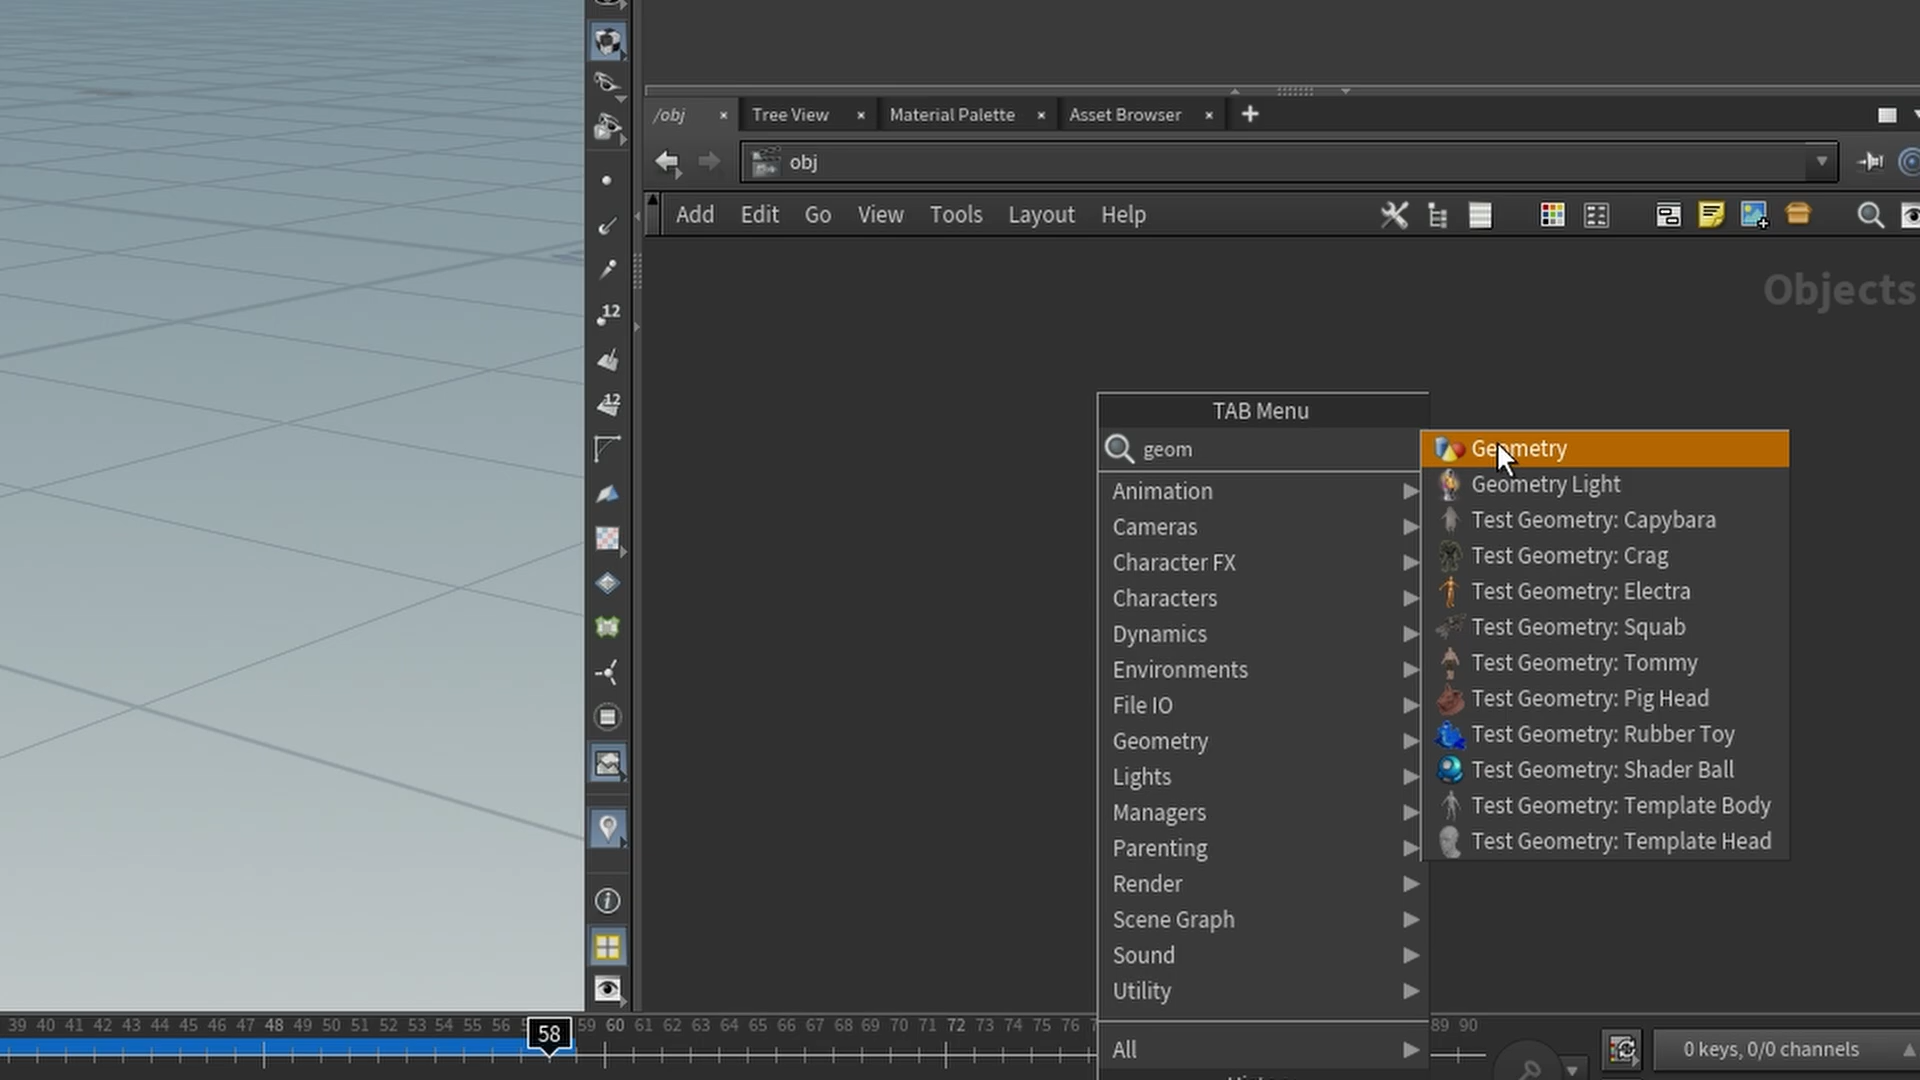 /obj
Tree View
Material Palette
Asset Browser
obj
Add Edit Go View Tools Layout Help
Objects
12
12
TAB Menu
geom
Animation
Cameras
Character FX
Characters
Dynamics
Environments
File IO
Geometry
Lights
Managers
Parenting
Render
Scene Graph
Sound
Utility
All
Geometry
Geometry Light
Test Geometry: Capybara
Test Geometry: Crag
Test Geometry: Electra
Test Geometry: Squab
Test Geometry: Tommy
Test Geometry: Pig Head
Test Geometry: Rubber Toy
Test Geometry: Shader Ball
Test Geometry: Template Body
Test Geometry: Template Head
39 40 41 42 43 44 45 46 47 48 49 50 51 52 53 54 55 56 58 59 60 61 62 63 64 65 66 67 68 69 70 71 72 73 74 75 76 89 90
0 keys, 0/0 channels